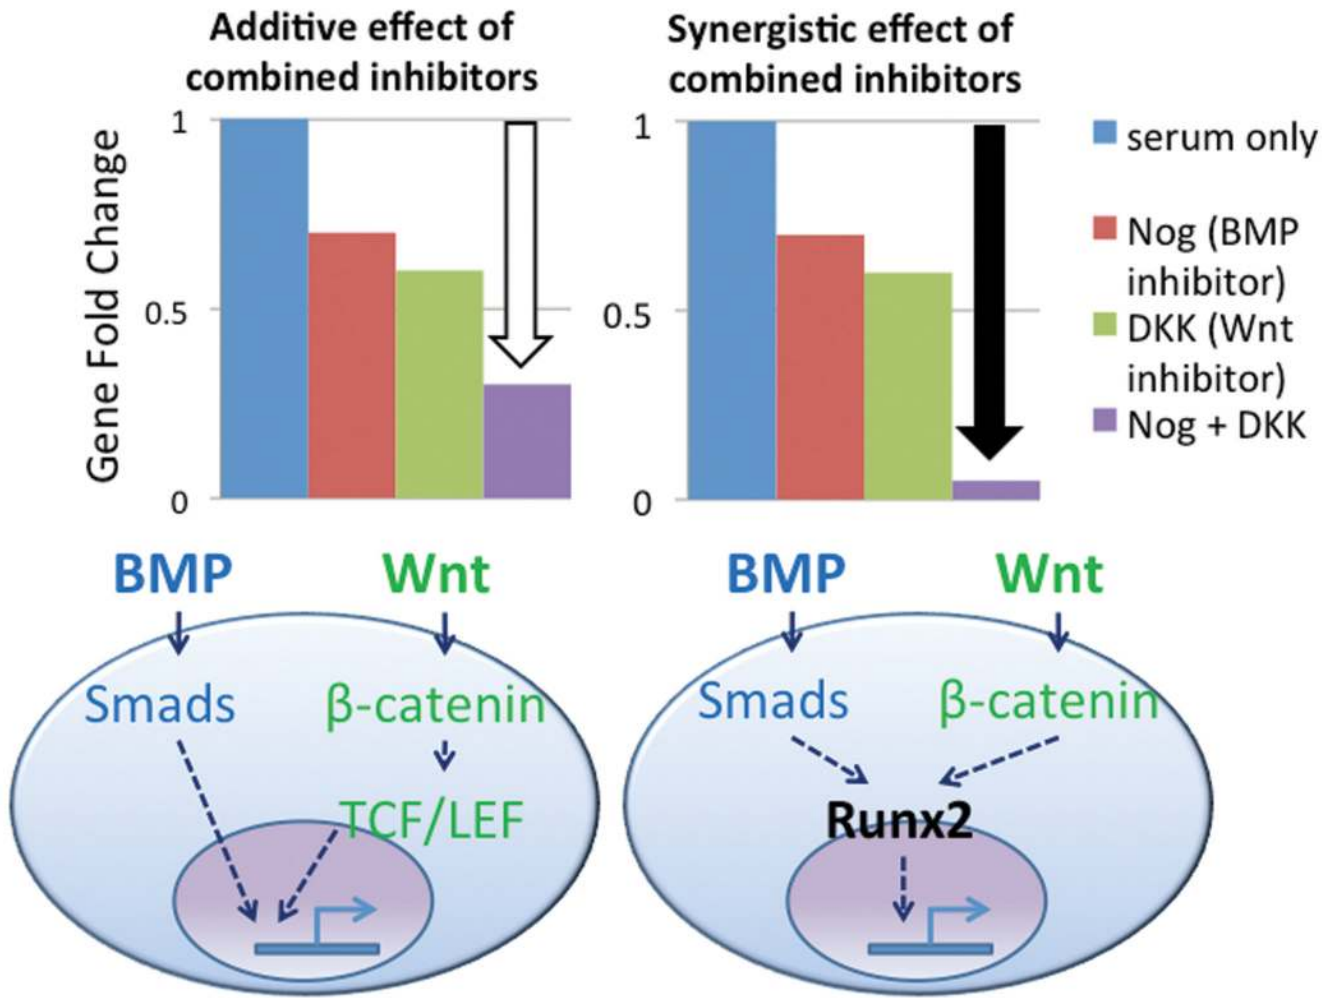 Additive effect of
combined inhibitors
Synergistic effect of
combined inhibitors
Gene Fold Change
1
0.5
0
1
0.5
0
serum only
Nog (BMP
inhibitor)
DKK (Wnt
inhibitor)
Nog + DKK
BMP Wnt
Smads β-catenin
TCF/LEF
BMP Wnt
Smads β-catenin
Runx2